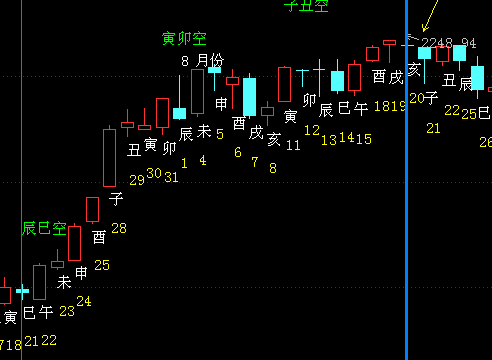 子丑空
寅卯空
8 月份
2248.94
酉 戌 亥 子 丑 辰 巳
18 19 20 21 22 25 26
申 酉 戌 亥 寅 卯 辰 巳 午
5 6 7 8 11 12 13 14 15
丑 寅 卯 辰 未
29 30 31 1 4
辰巳空
寅 巳 午 未 申 酉 子
18 21 22 23 24 25 28